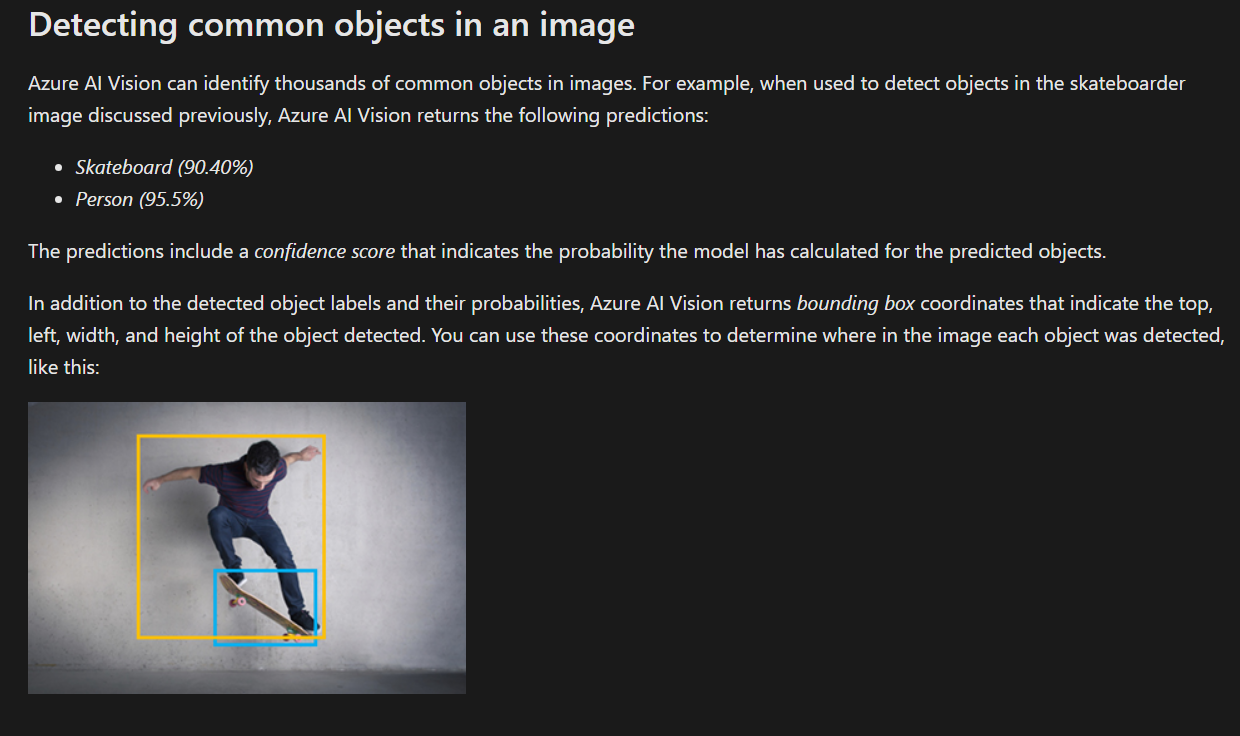 Detecting common objects in an image
Azure AI Vision can identify thousands of common objects in images. For example, when used to detect objects in the skateboarder
image discussed previously, Azure AI Vision returns the following predictions:
• Skateboard (90.40%)
• Person (95.5%)
The predictions include a confidence score that indicates the probability the model has calculated for the predicted objects.
In addition to the detected object labels and their probabilities, Azure AI Vision returns bounding box coordinates that indicate the top,
left, width, and height of the object detected. You can use these coordinates to determine where in the image each object was detected,
like this: